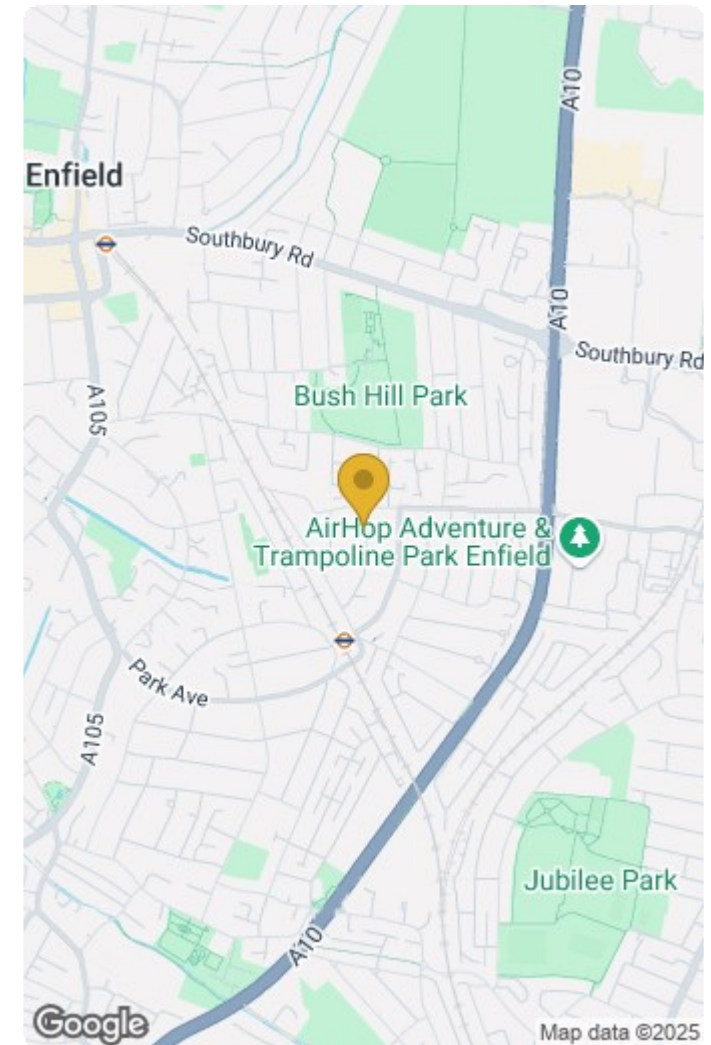 A10
Enfield
Southbury Rd
A10
Southbury Rd
A105
Bush Hill Park
AirHop Adventure &
Trampoline Park Enfield
Park Ave
A105
Jubilee Park
A10
Google
Map data ©2025